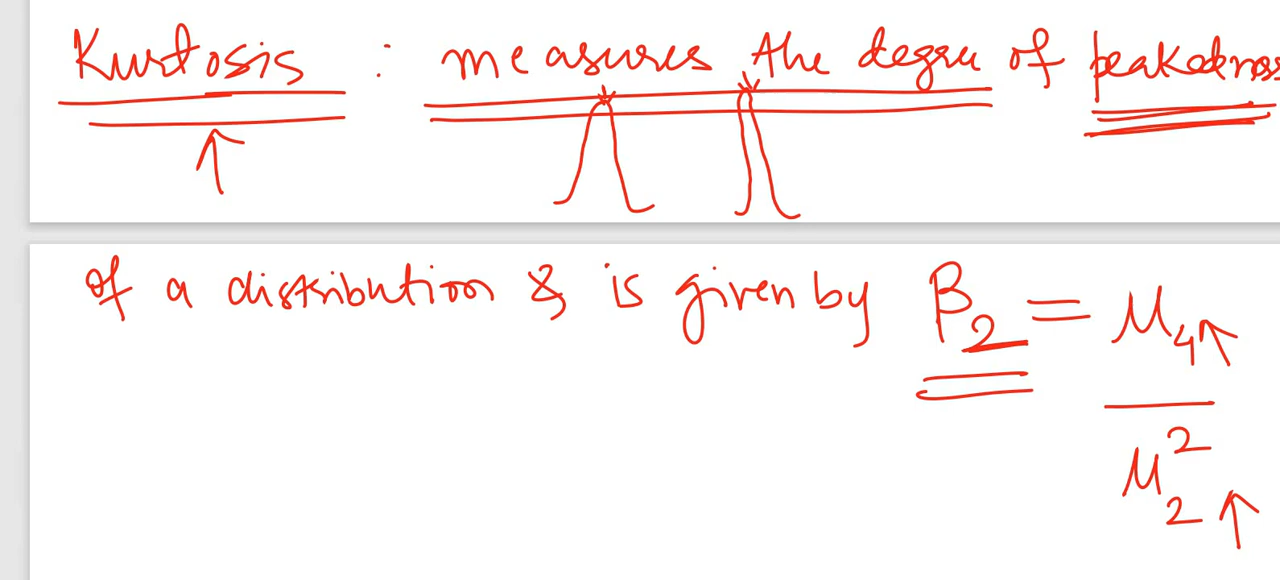 Kurtosis : measures the degree of peakedness
of a distribution & is given by β₂ = μ₄ / μ₂²